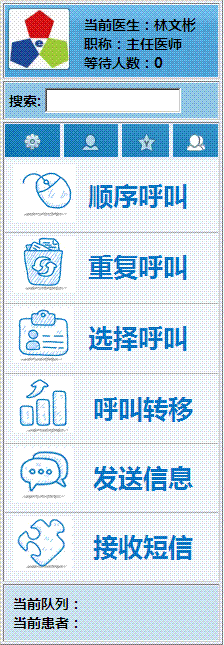 当前医生：林文彬
职称：主任医师
等待人数：0
搜索:
顺序呼叫
重复呼叫
选择呼叫
呼叫转移
发送信息
接收短信
当前队列：
当前患者：